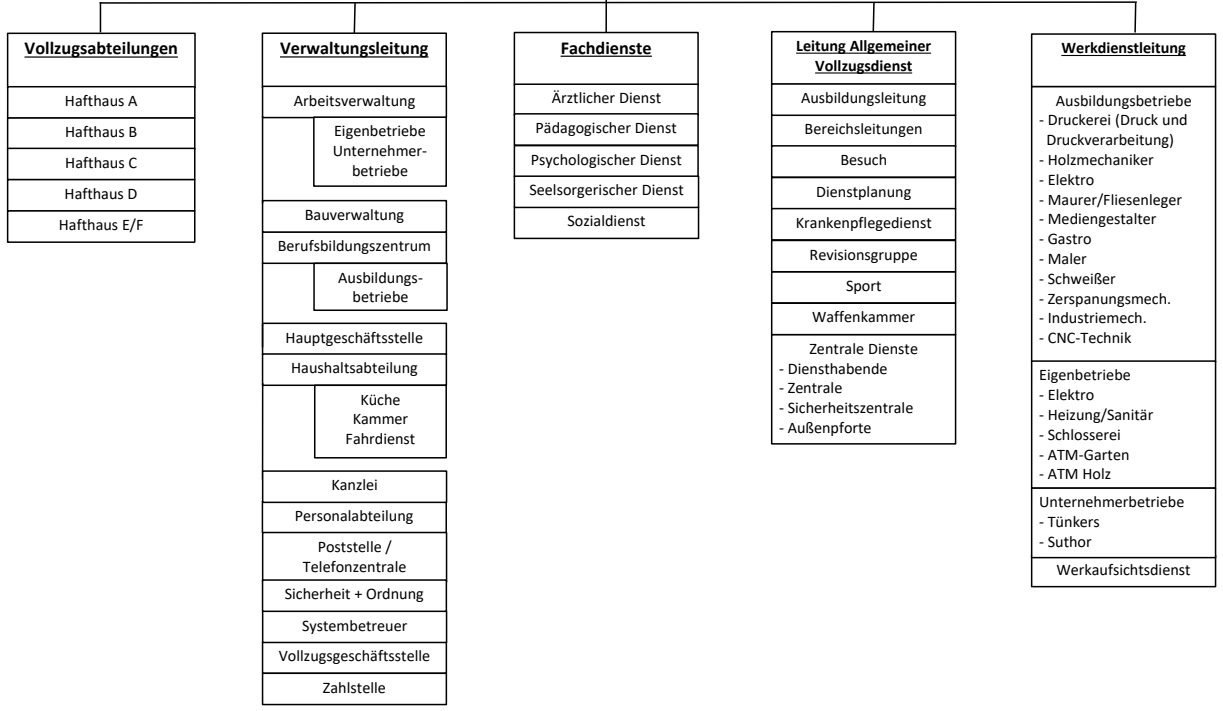 Vollzugsabteilungen
Hafthaus A
Hafthaus B
Hafthaus C
Hafthaus D
Hafthaus E/F
Verwaltungsleitung
Arbeitsverwaltung
Eigenbetriebe
Unternehmer-
betriebe
Bauverwaltung
Berufsbildungszentrum
Ausbildungs-
betriebe
Hauptgeschäftsstelle
Haushaltsabteilung
Küche
Kammer
Fahrdienst
Kanzlei
Personalabteilung
Poststelle /
Telefonzentrale
Sicherheit + Ordnung
Systembetreuer
Vollzugsgeschäftsstelle
Zahlstelle
Fachdienste
Ärztlicher Dienst
Pädagogischer Dienst
Psychologischer Dienst
Seelsorgerischer Dienst
Sozialdienst
Leitung Allgemeiner
Vollzugsdienst
Ausbildungsleitung
Bereichsleitungen
Besuch
Dienstplanung
Krankenpflegedienst
Revisionsgruppe
Sport
Waffenkammer
Zentrale Dienste
- Diensthabende
- Zentrale
- Sicherheitszentrale
- Außenpforte
Werkdienstleitung
Ausbildungsbetriebe
- Druckerei (Druck und
Druckverarbeitung)
- Holzmechaniker
- Elektro
- Maurer/Fliesenleger
- Mediengestalter
- Gastro
- Maler
- Schweißer
- Zerspanungsmech.
- Industriemech.
- CNC-Technik
Eigenbetriebe
- Elektro
- Heizung/Sanitär
- Schlosserei
- ATM-Garten
- ATM Holz
Unternehmerbetriebe
- Tünkers
- Suthor
Werkaufsichtsdienst